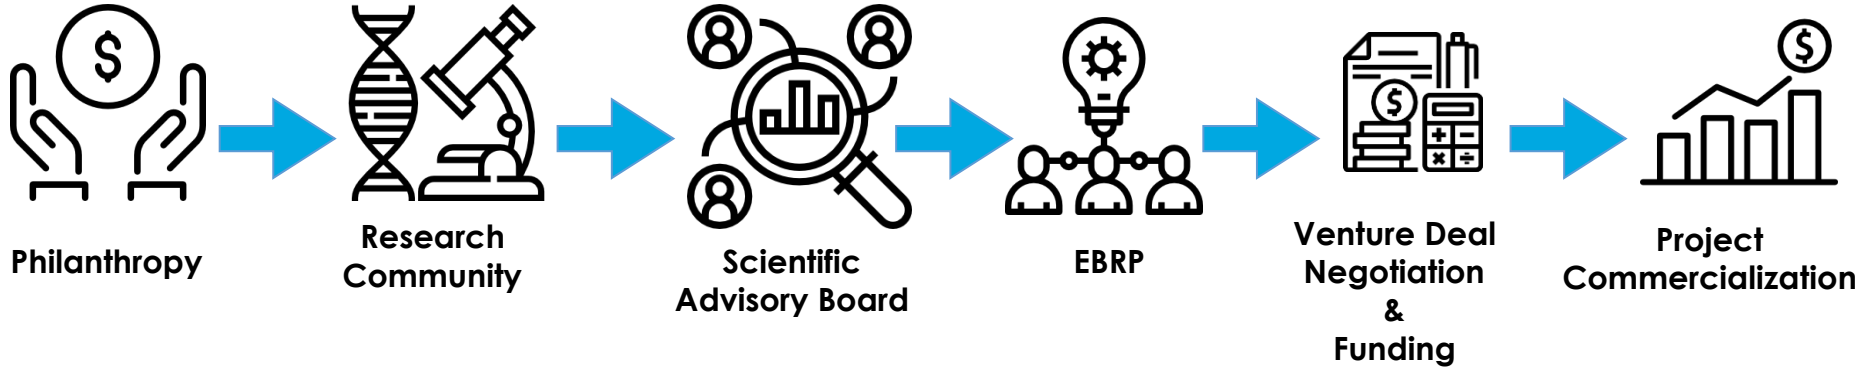 Philanthropy
Research
Community
Scientific
Advisory Board
EBRP
Venture Deal
Negotiation
&
Funding
Project
Commercialization
$
$
$